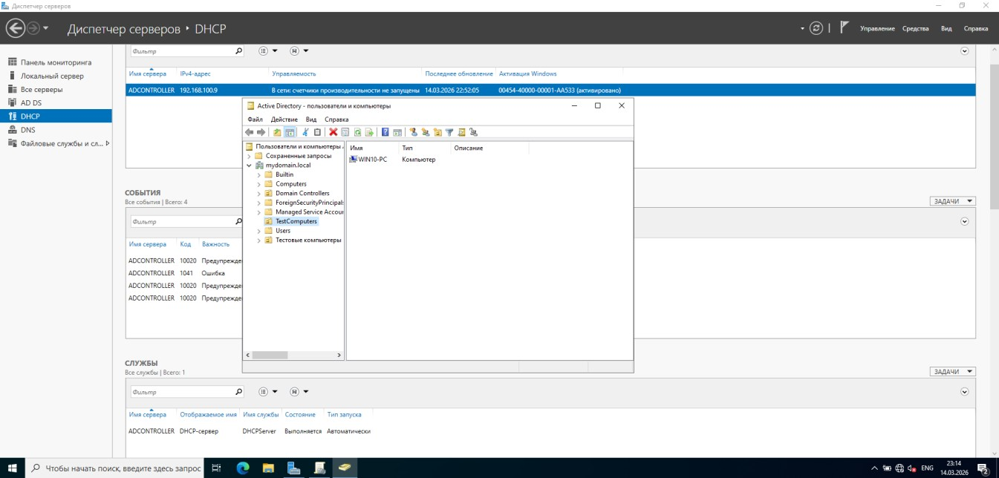 Диспетчер серверов
Диспетчер серверов ‣ DHCP
Управление Средства Вид Справка
Панель мониторинга
Локальный сервер
Все серверы
AD DS
DHCP
DNS
Файловые службы и сл...
Фильтр
Имя сервера IPv4-адрес Управляемость Последнее обновление Активация Windows
ADCONTROLLER 192.168.100.9 В сети: счетчики производительности не запущены 14.03.2026 22:52:05 00454-40000-00001-AA533 (активировано)
СОБЫТИЯ
Все события | Всего: 4
ЗАДАЧИ
Фильтр
Имя сервера Код Важность
ADCONTROLLER 10020 Предупрежде
ADCONTROLLER 1041 Ошибка
ADCONTROLLER 10020 Предупрежде
ADCONTROLLER 10020 Предупрежде
СЛУЖБЫ
Все службы | Всего: 1
ЗАДАЧИ
Фильтр
Имя сервера Отображаемое имя Имя службы Состояние Тип запуска
ADCONTROLLER DHCP-сервер DHCPServer Выполняется Автоматически
Active Directory - пользователи и компьютеры
Файл Действие Вид Справка
Пользователи и компьютеры
Сохраненные запросы
mydomain.local
Builtin
Computers
Domain Controllers
ForeignSecurityPrincipals
Managed Service Accour
TestComputers
Users
Тестовые компьютеры
Имя Тип Описание
WIN10-PC Компьютер
Чтобы начать поиск, введите здесь запрос
ENG
23:14
14.03.2026
2